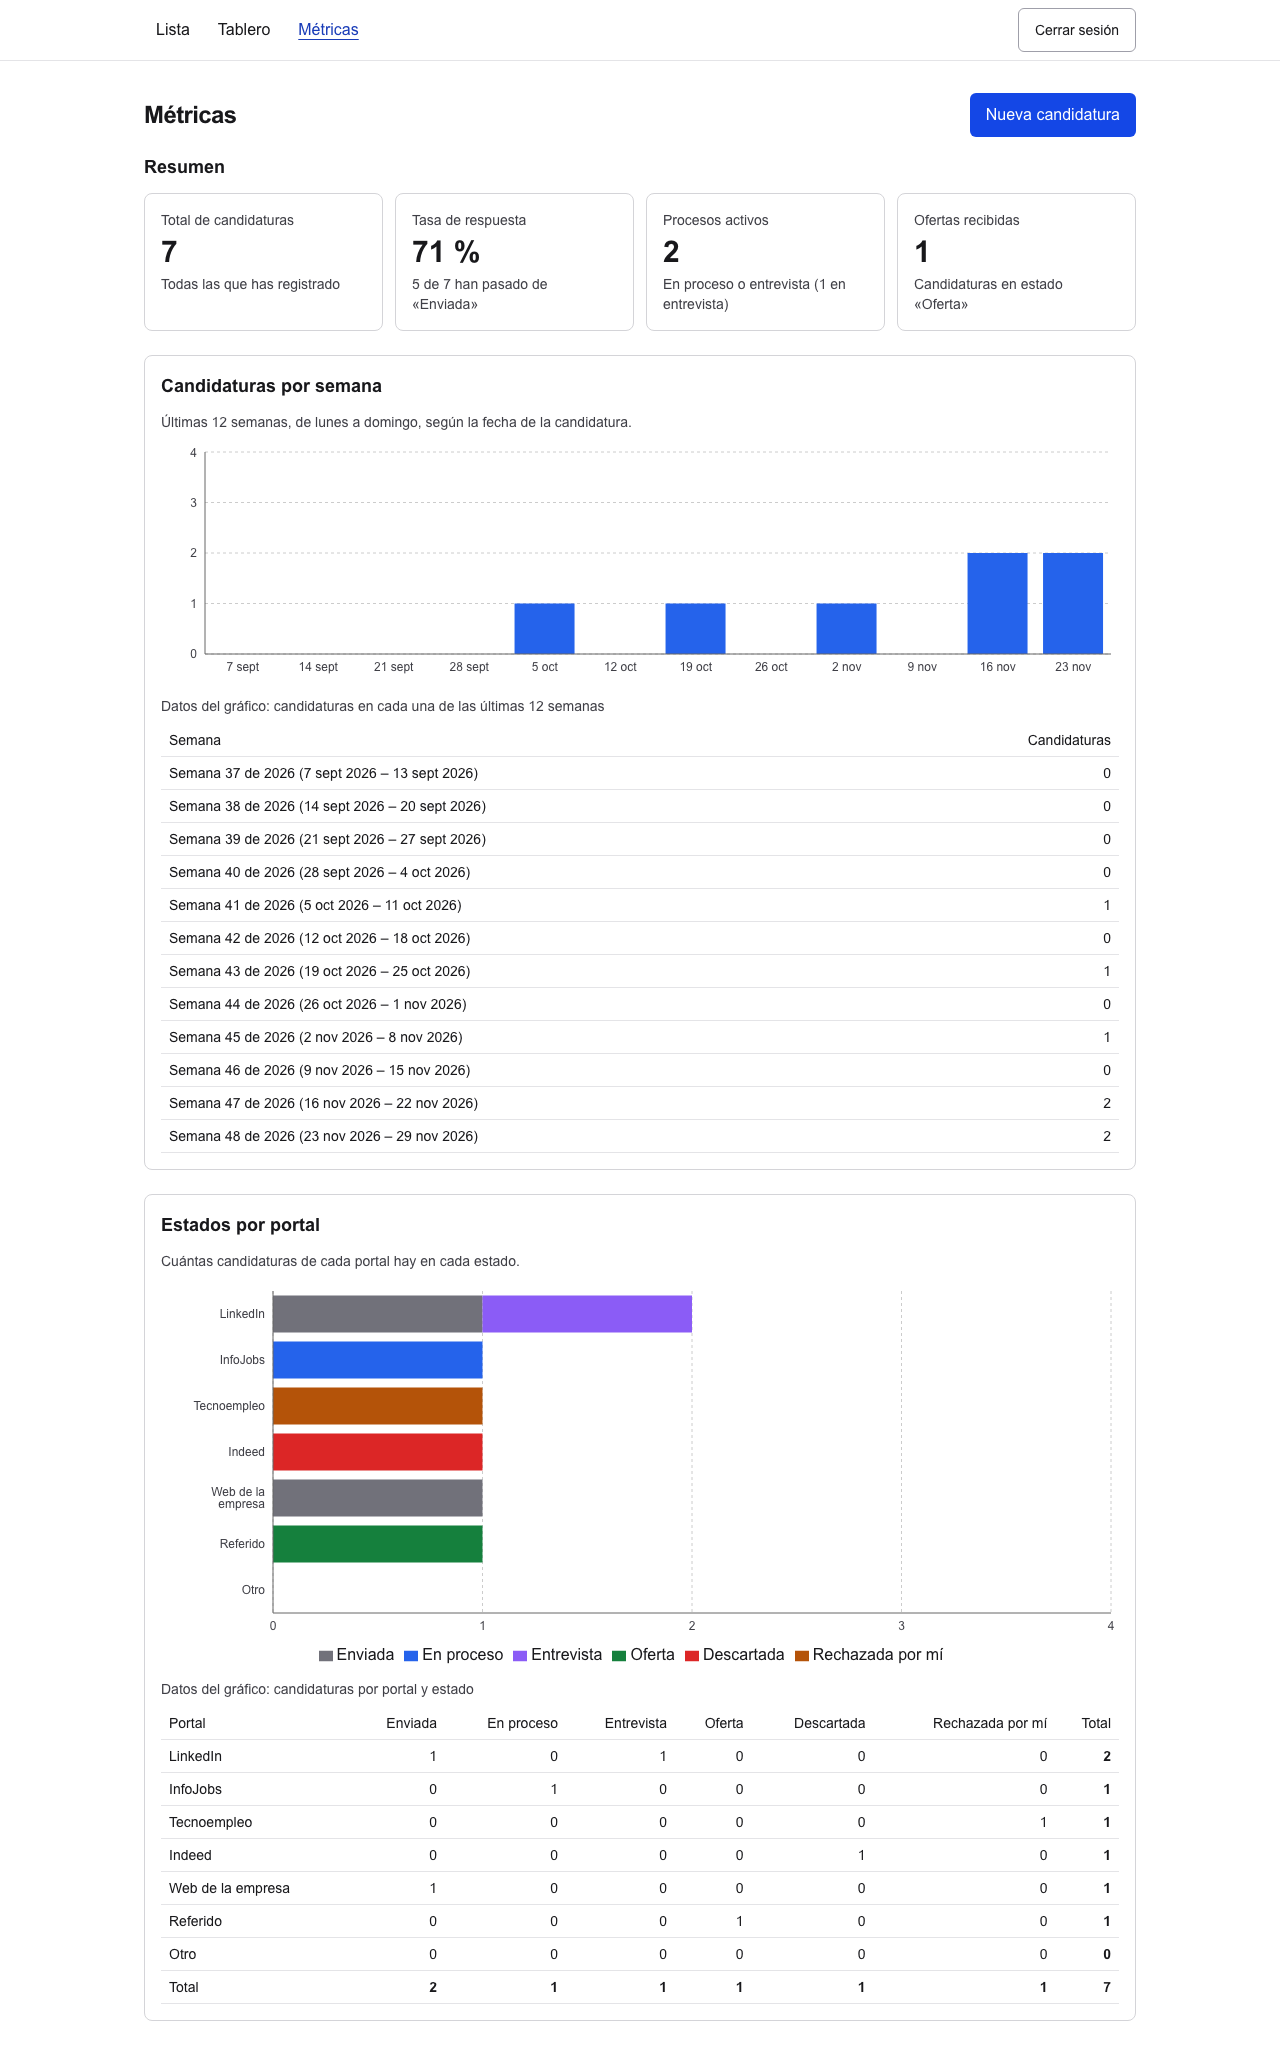 Lista Tablero Métricas Cerrar sesión
Métricas Nueva candidatura
Resumen
Total de candidaturas
7
Todas las que has registrado
Tasa de respuesta
71 %
5 de 7 han pasado de
«Enviada»
Procesos activos
2
En proceso o entrevista (1 en
entrevista)
Ofertas recibidas
1
Candidaturas en estado
«Oferta»
Candidaturas por semana
Últimas 12 semanas, de lunes a domingo, según la fecha de la candidatura.
4
3
2
1
0
7 sept 14 sept 21 sept 28 sept 5 oct 12 oct 19 oct 26 oct 2 nov 9 nov 16 nov 23 nov
Datos del gráfico: candidaturas en cada una de las últimas 12 semanas
Semana Candidaturas
Semana 37 de 2026 (7 sept 2026 – 13 sept 2026) 0
Semana 38 de 2026 (14 sept 2026 – 20 sept 2026) 0
Semana 39 de 2026 (21 sept 2026 – 27 sept 2026) 0
Semana 40 de 2026 (28 sept 2026 – 4 oct 2026) 0
Semana 41 de 2026 (5 oct 2026 – 11 oct 2026) 1
Semana 42 de 2026 (12 oct 2026 – 18 oct 2026) 0
Semana 43 de 2026 (19 oct 2026 – 25 oct 2026) 1
Semana 44 de 2026 (26 oct 2026 – 1 nov 2026) 0
Semana 45 de 2026 (2 nov 2026 – 8 nov 2026) 1
Semana 46 de 2026 (9 nov 2026 – 15 nov 2026) 0
Semana 47 de 2026 (16 nov 2026 – 22 nov 2026) 2
Semana 48 de 2026 (23 nov 2026 – 29 nov 2026) 2
Estados por portal
Cuántas candidaturas de cada portal hay en cada estado.
LinkedIn
InfoJobs
Tecnoempleo
Indeed
Web de la
empresa
Referido
Otro
0 1 2 3 4
Enviada En proceso Entrevista Oferta Descartada Rechazada por mí
Datos del gráfico: candidaturas por portal y estado
Portal Enviada En proceso Entrevista Oferta Descartada Rechazada por mí Total
LinkedIn 1 0 1 0 0 0 2
InfoJobs 0 1 0 0 0 0 1
Tecnoempleo 0 0 0 0 0 1 1
Indeed 0 0 0 0 1 0 1
Web de la empresa 1 0 0 0 0 0 1
Referido 0 0 0 1 0 0 1
Otro 0 0 0 0 0 0 0
Total 2 1 1 1 1 1 7